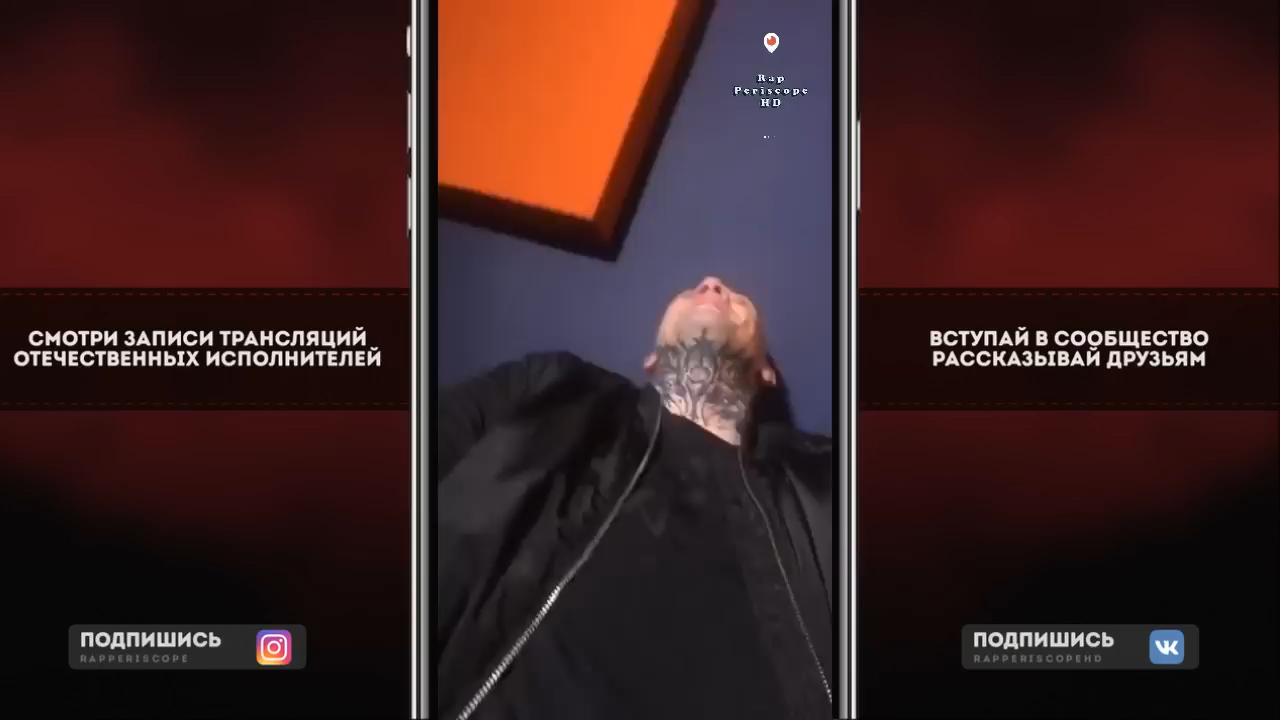 Rap
Periscope
HD
СМОТРИ ЗАПИСИ ТРАНСЛЯЦИЙ
ОТЕЧЕСТВЕННЫХ ИСПОЛНИТЕЛЕЙ
ВСТУПАЙ В СООБЩЕСТВО
РАССКАЗЫВАЙ ДРУЗЬЯМ
ПОДПИШИСЬ
RAPPERISCOPE
ПОДПИШИСЬ
RAPPERISCOPEHD